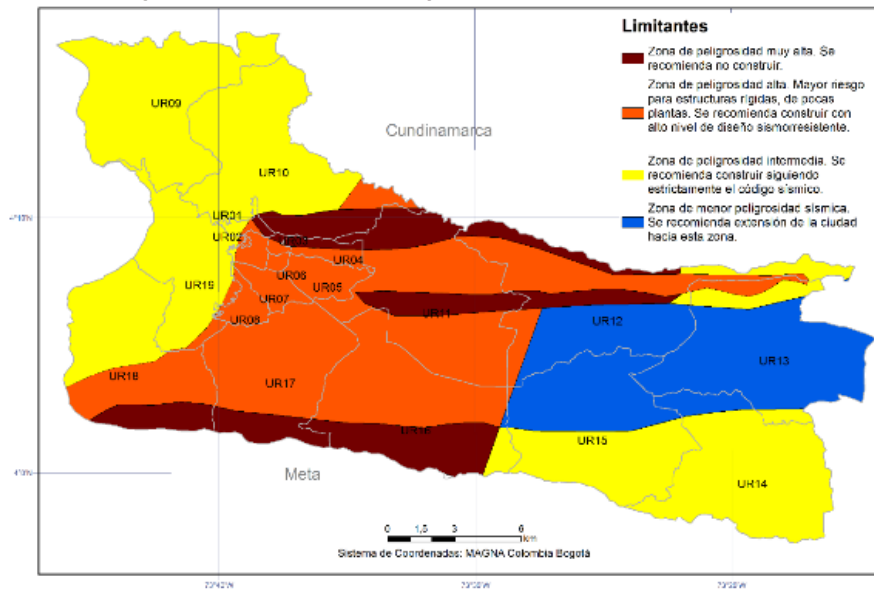 Limitantes
Zona de peligrosidad muy alta. Se
recomienda no construir.
Zona de peligrosidad alta. Mayor riesgo
para estructuras rígidas, de pocas
plantas. Se recomienda construir con
alto nivel de diseño sismorresistente.
Zona de peligrosidad intermedia. Se
recomienda construir siguiendo
estrictamente el código sísmico.
Zona de menor peligrosidad sísmica.
Se recomienda extensión de la ciudad
hacia esta zona.
Cundinamarca
UR09
UR10
UR01
UR02
UR04
UR06
UR05
UR19
UR07
UR08
UR11
UR12
UR13
UR18
UR17
UR16
UR15
UR14
Meta
4°0'N
0 1,5 3 6
km
Sistema de Coordenadas: MAGNA Colombia Bogotá